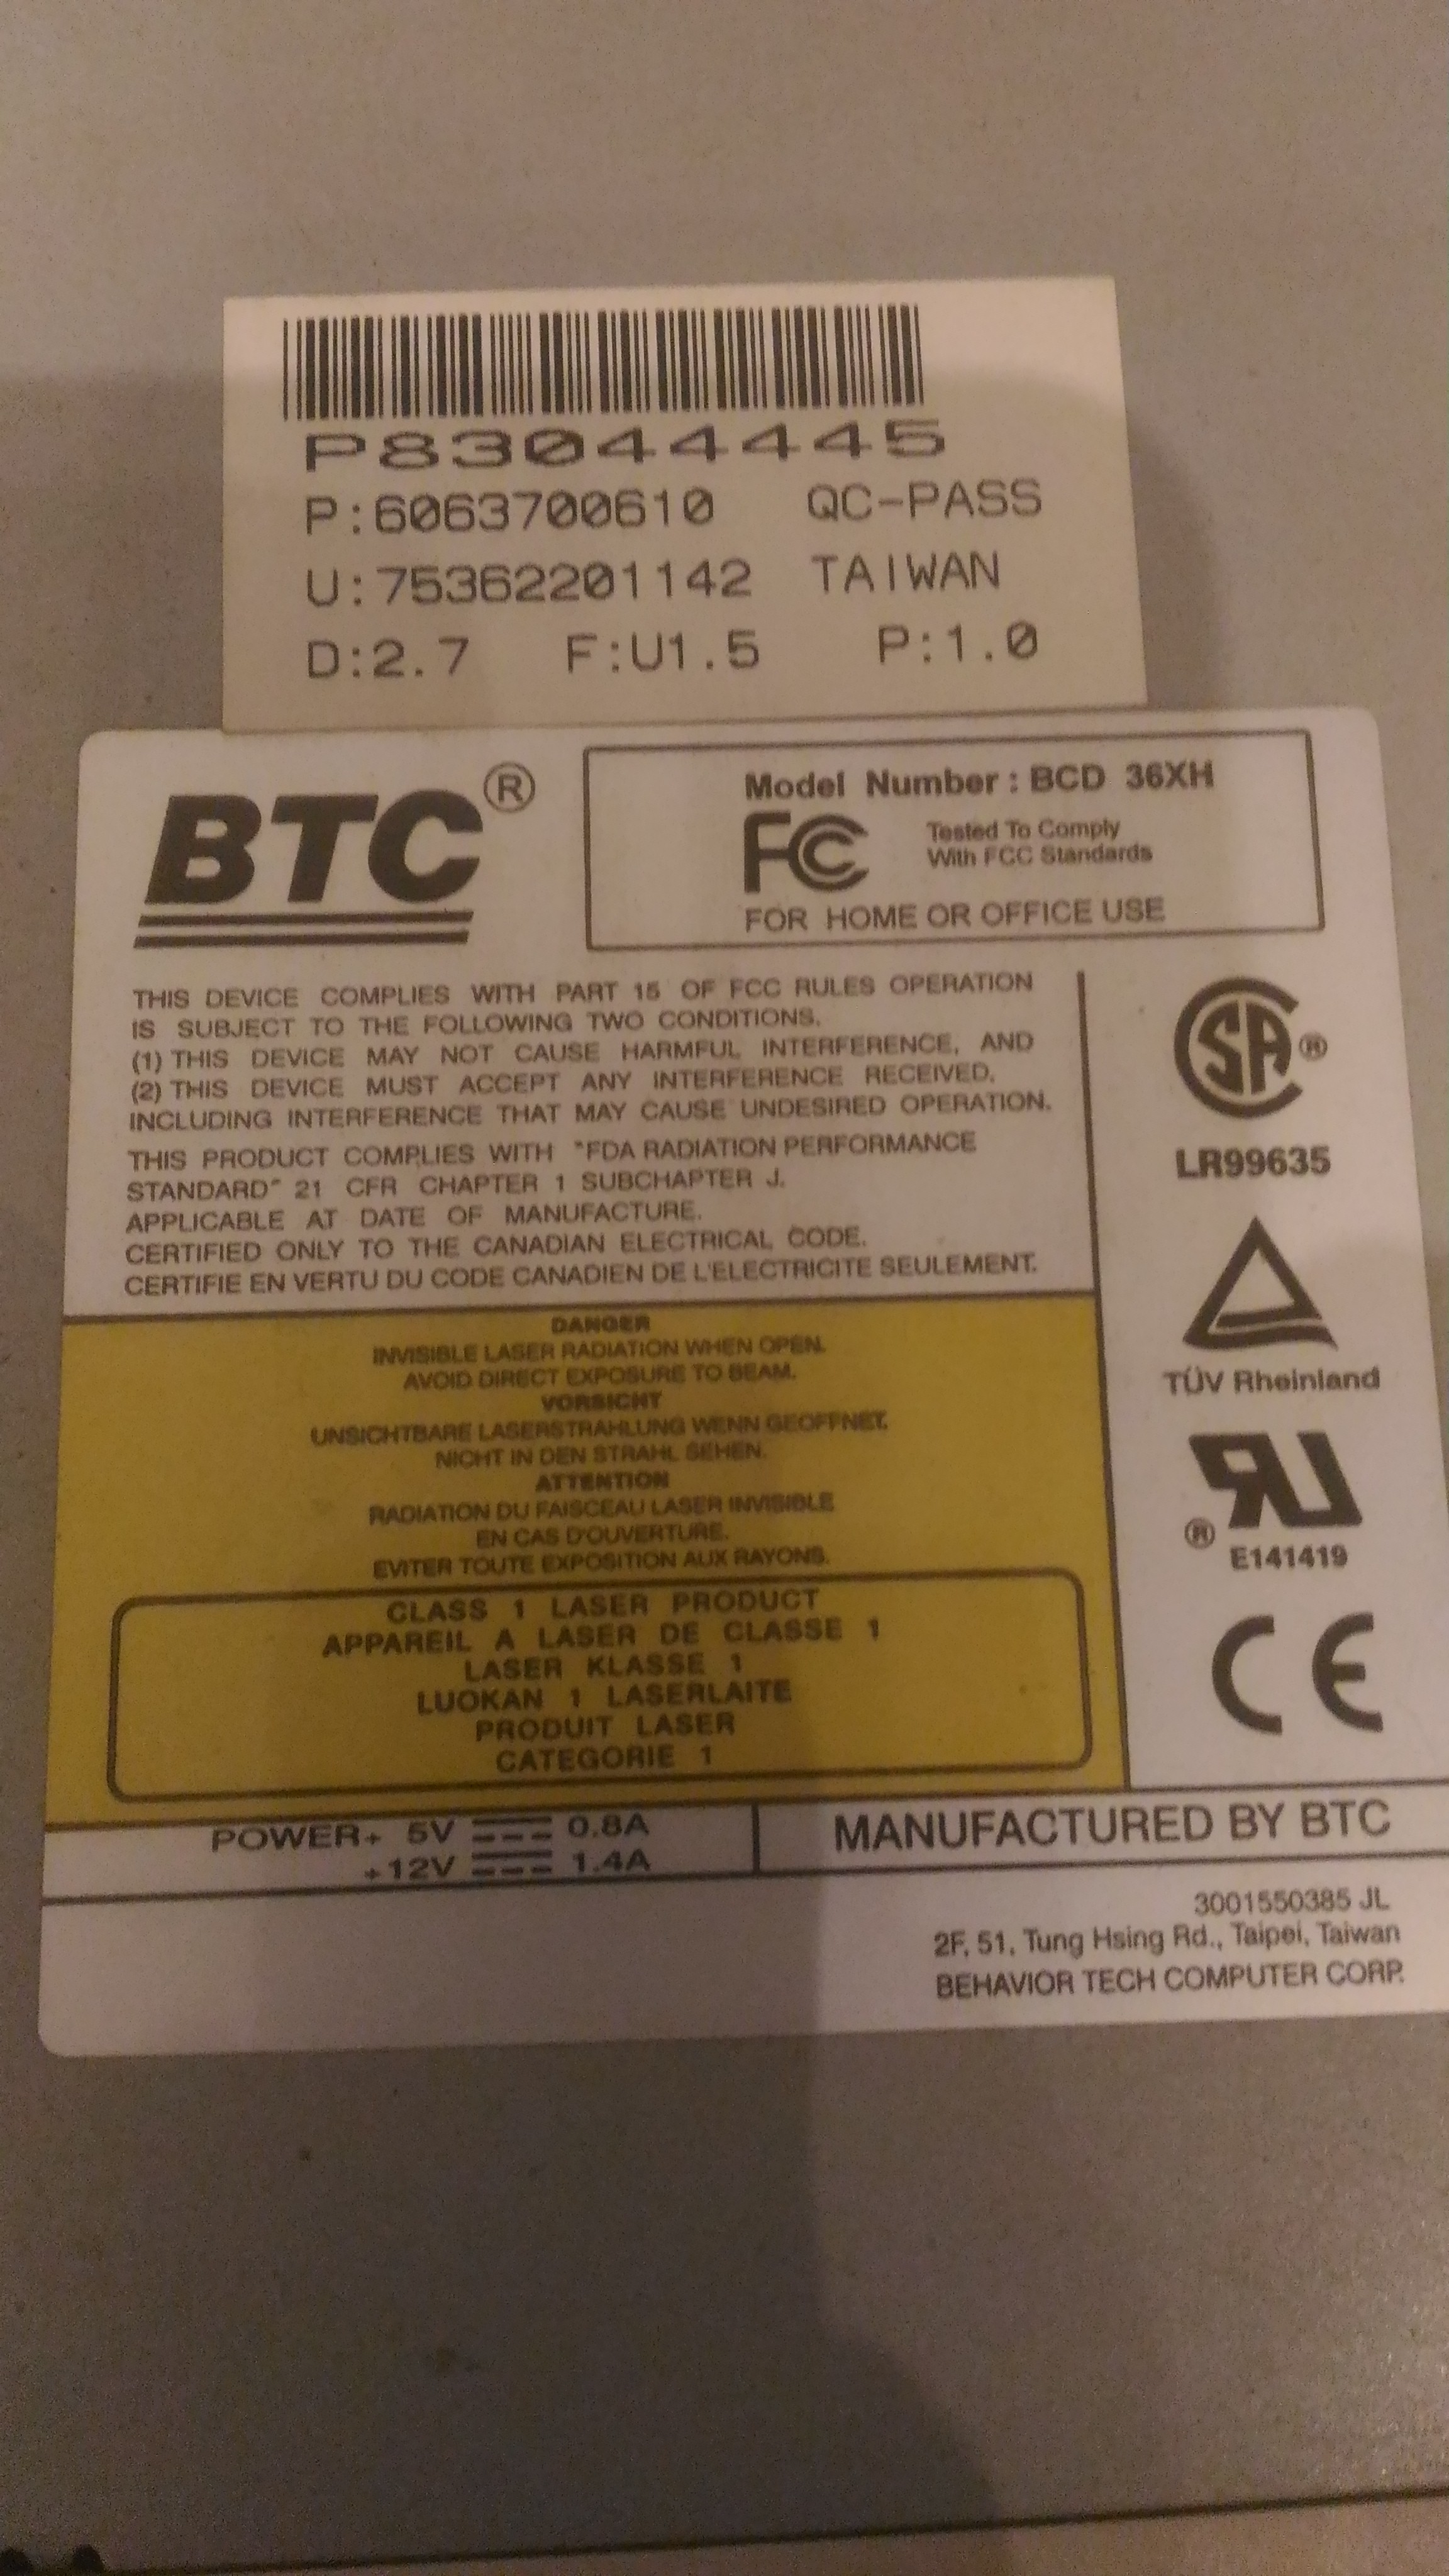 P83044445
P:6063700610 QC-PASS
U:75362201142 TAIWAN
D:2.7 F:U1.5 P:1.0
BTC®
Model Number : BCD 36XH
FC Tested To Comply
With FCC Standards
FOR HOME OR OFFICE USE
THIS DEVICE COMPLIES WITH PART 15 OF FCC RULES OPERATION
IS SUBJECT TO THE FOLLOWING TWO CONDITIONS.
(1) THIS DEVICE MAY NOT CAUSE HARMFUL INTERFERENCE, AND
(2) THIS DEVICE MUST ACCEPT ANY INTERFERENCE RECEIVED,
INCLUDING INTERFERENCE THAT MAY CAUSE UNDESIRED OPERATION.
THIS PRODUCT COMPLIES WITH "FDA RADIATION PERFORMANCE
STANDARD" 21 CFR CHAPTER 1 SUBCHAPTER J.
APPLICABLE AT DATE OF MANUFACTURE.
CERTIFIED ONLY TO THE CANADIAN ELECTRICAL CODE.
CERTIFIE EN VERTU DU CODE CANADIEN DE L'ELECTRICITE SEULEMENT.
SA®
LR99635
TÜV Rheinland
RU®
E141419
CE
DANGER
INVISIBLE LASER RADIATION WHEN OPEN.
AVOID DIRECT EXPOSURE TO BEAM.
VORSICHT
UNSICHTBARE LASERSTRAHLUNG WENN GEOFFNET.
NICHT IN DEN STRAHL SEHEN.
ATTENTION
RADIATION DU FAISCEAU LASER INVISIBLE
EN CAS D'OUVERTURE.
EVITER TOUTE EXPOSITION AUX RAYONS.
CLASS 1 LASER PRODUCT
APPAREIL A LASER DE CLASSE 1
LASER KLASSE 1
LUOKAN 1 LASERLAITE
PRODUIT LASER
CATEGORIE 1
POWER+ 5V 0.8A
+12V 1.4A
MANUFACTURED BY BTC
3001550385 JL
2F, 51, Tung Hsing Rd., Taipei, Taiwan
BEHAVIOR TECH COMPUTER CORP.